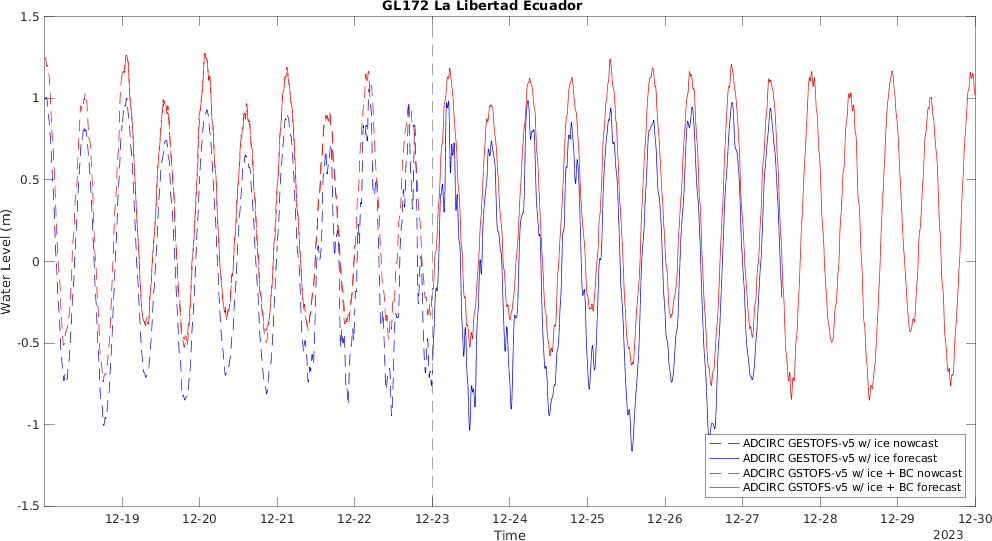 GL172 La Libertad Ecuador
1.5
1
0.5
0
-0.5
-1
-1.5
Water Level (m)
ADCIRC GESTOFS-v5 w/ ice nowcast
ADCIRC GESTOFS-v5 w/ ice forecast
ADCIRC GSTOFS-v5 w/ ice + BC nowcast
ADCIRC GSTOFS-v5 w/ ice + BC forecast
12-19 12-20 12-21 12-22 12-23 12-24 12-25 12-26 12-27 12-28 12-29 12-30
Time
2023